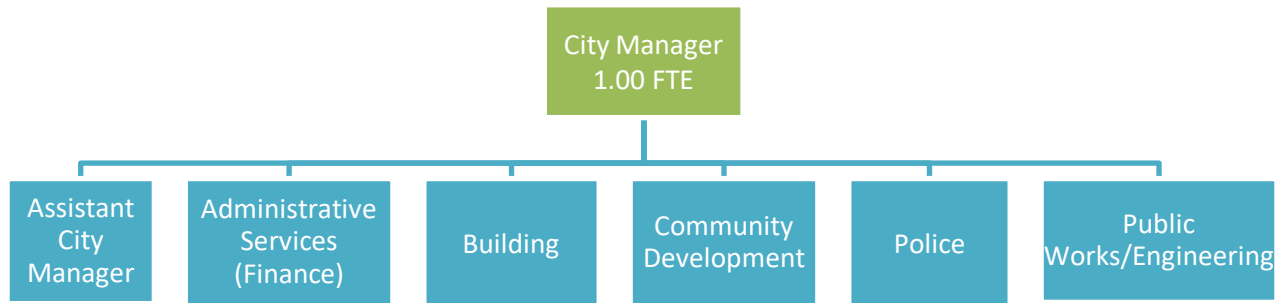 City Manager
1.00 FTE
Assistant
City
Manager
Administrative
Services
(Finance)
Building
Community
Development
Police
Public
Works/Engineering